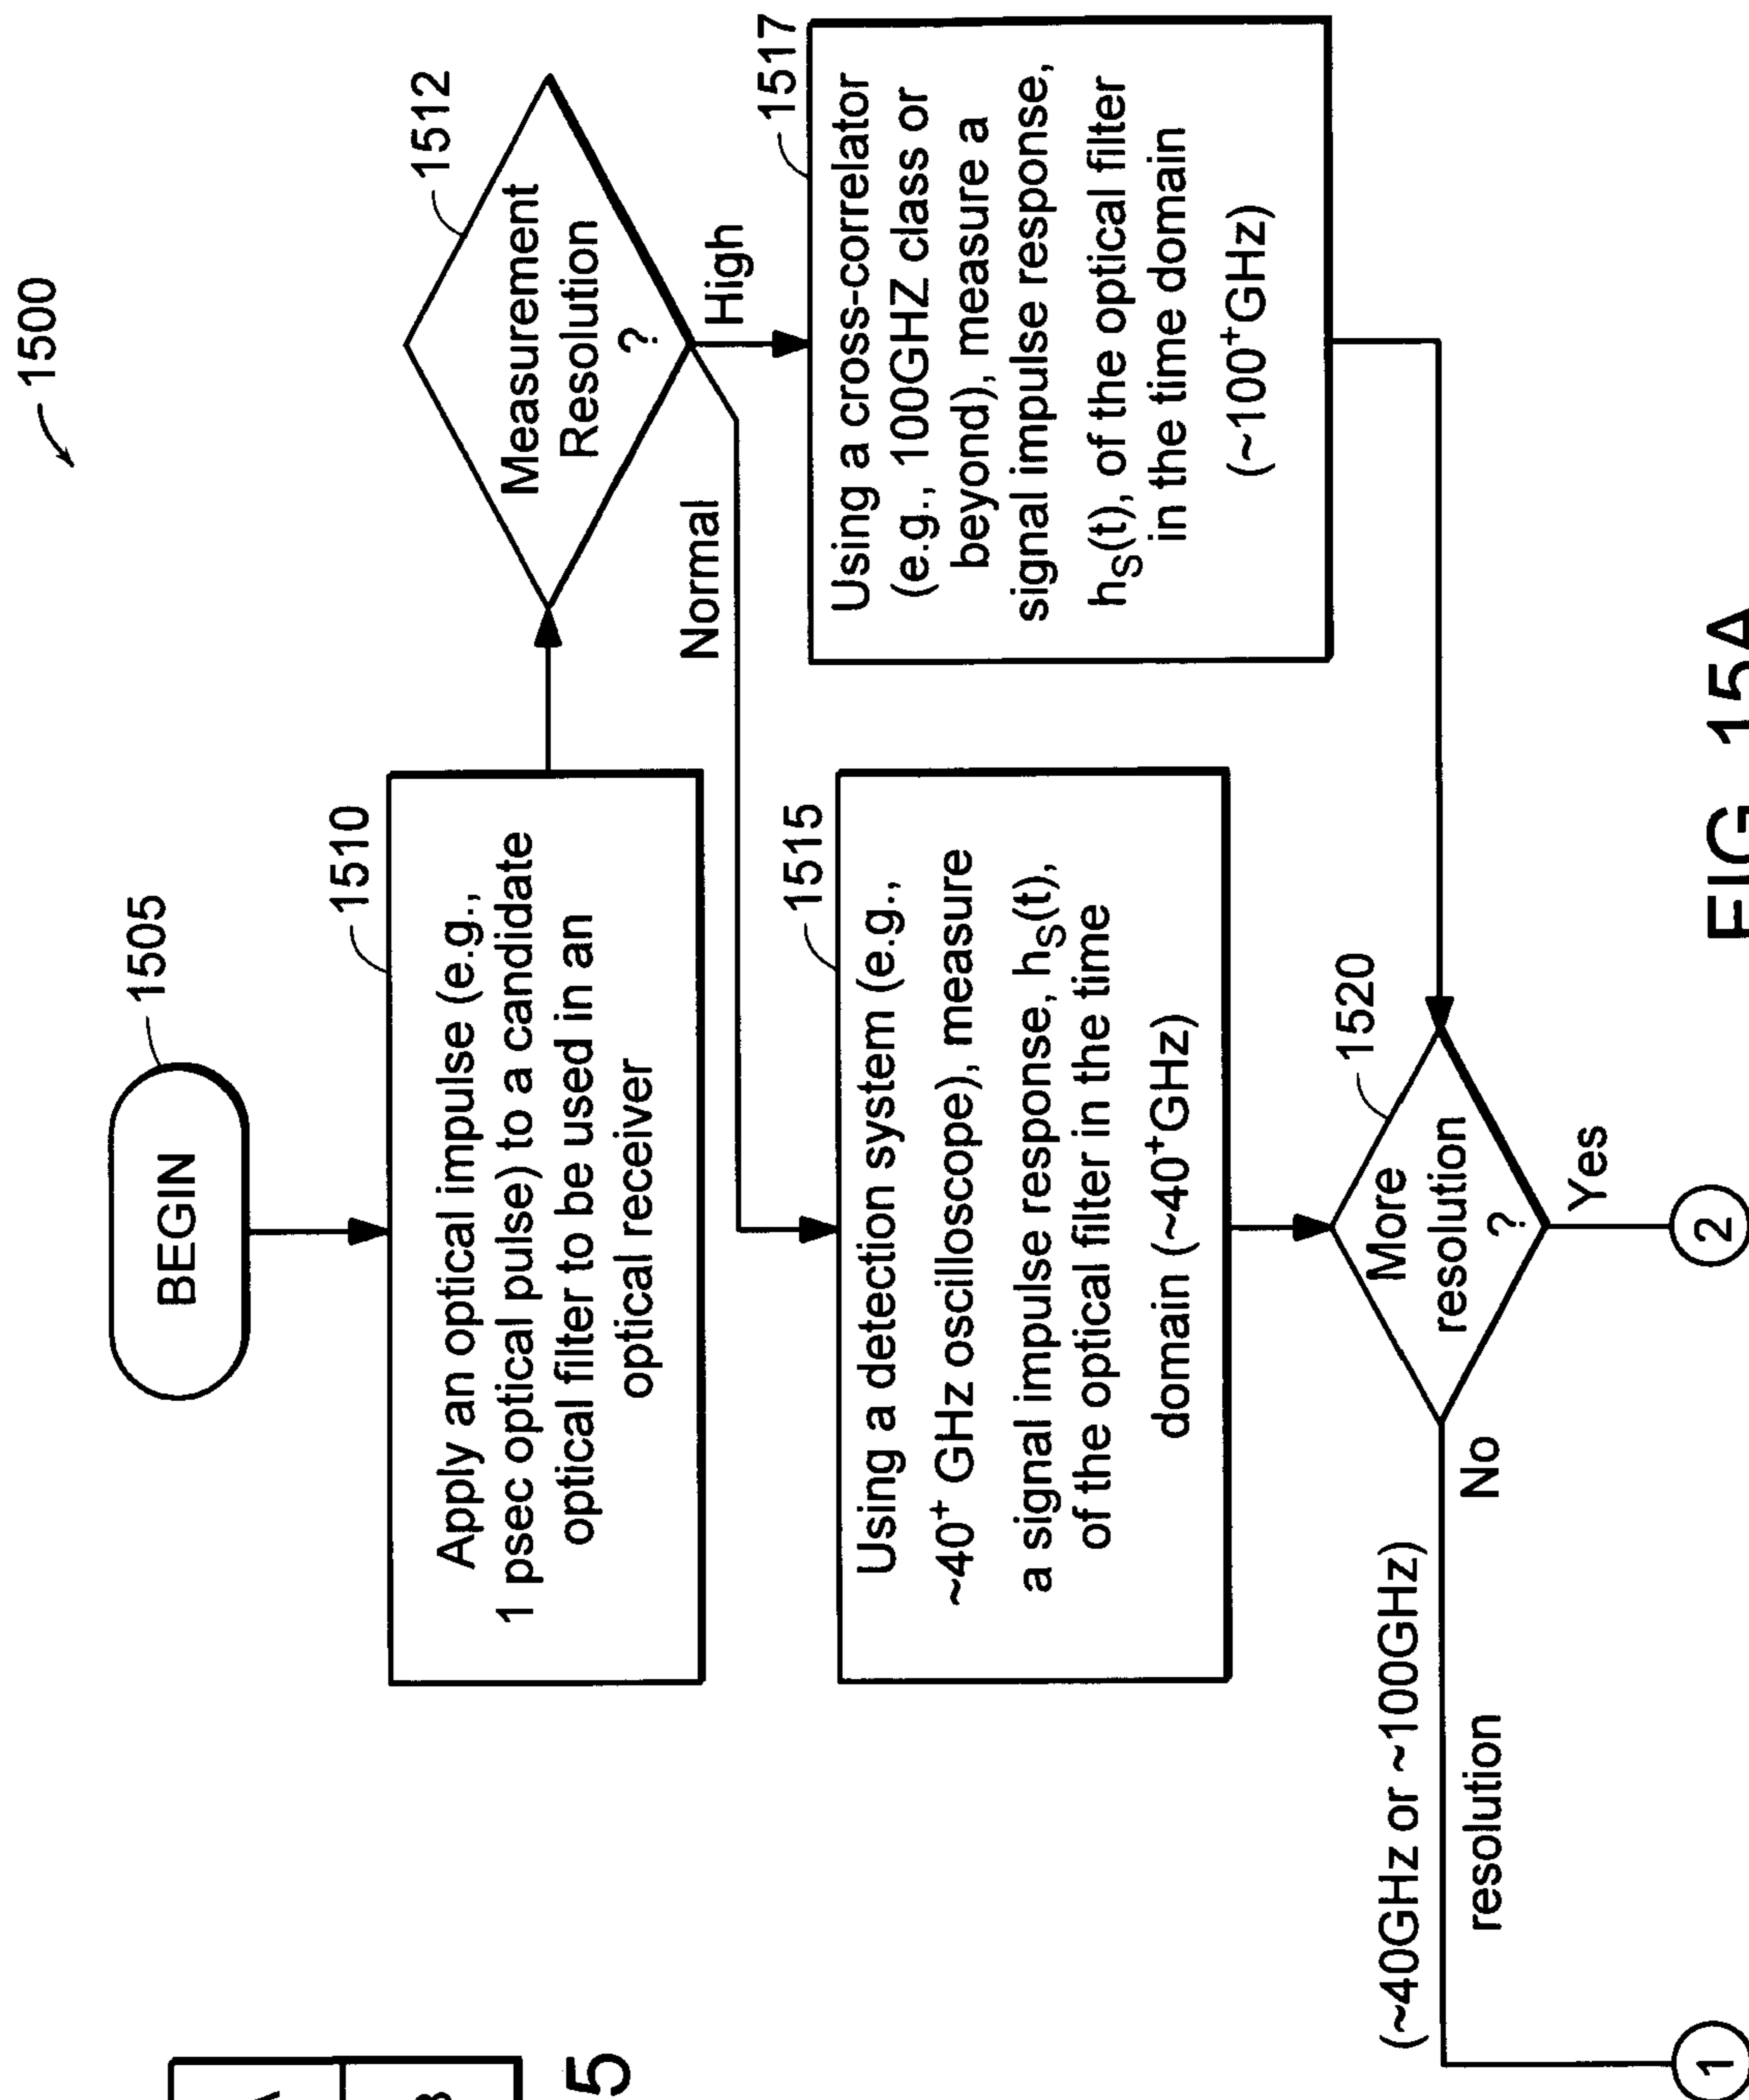 1500
BEGIN
1505
1510
Apply an optical impulse (e.g.,
1 psec optical pulse) to a candidate
optical filter to be used in an
optical receiver
1512
Measurement
Resolution
?
Normal
High
1515
Using a detection system (e.g.,
~40⁺ GHz oscilloscope), measure
a signal impulse response, hS(t),
of the optical filter in the time
domain (~40⁺GHz)
1517
Using a cross-correlator
(e.g., 100GHZ class or
beyond), measure a
signal impulse response,
hS(t), of the optical filter
in the time domain
(~100⁺GHz)
1520
More
resolution
?
No
Yes
(~40GHz or ~100GHz)
resolution
1
2
FIG. 15A
5